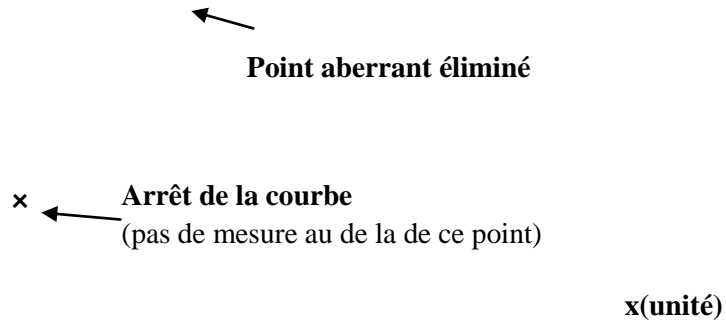 Point aberrant éliminé
× Arrêt de la courbe
(pas de mesure au de la de ce point)
x(unité)